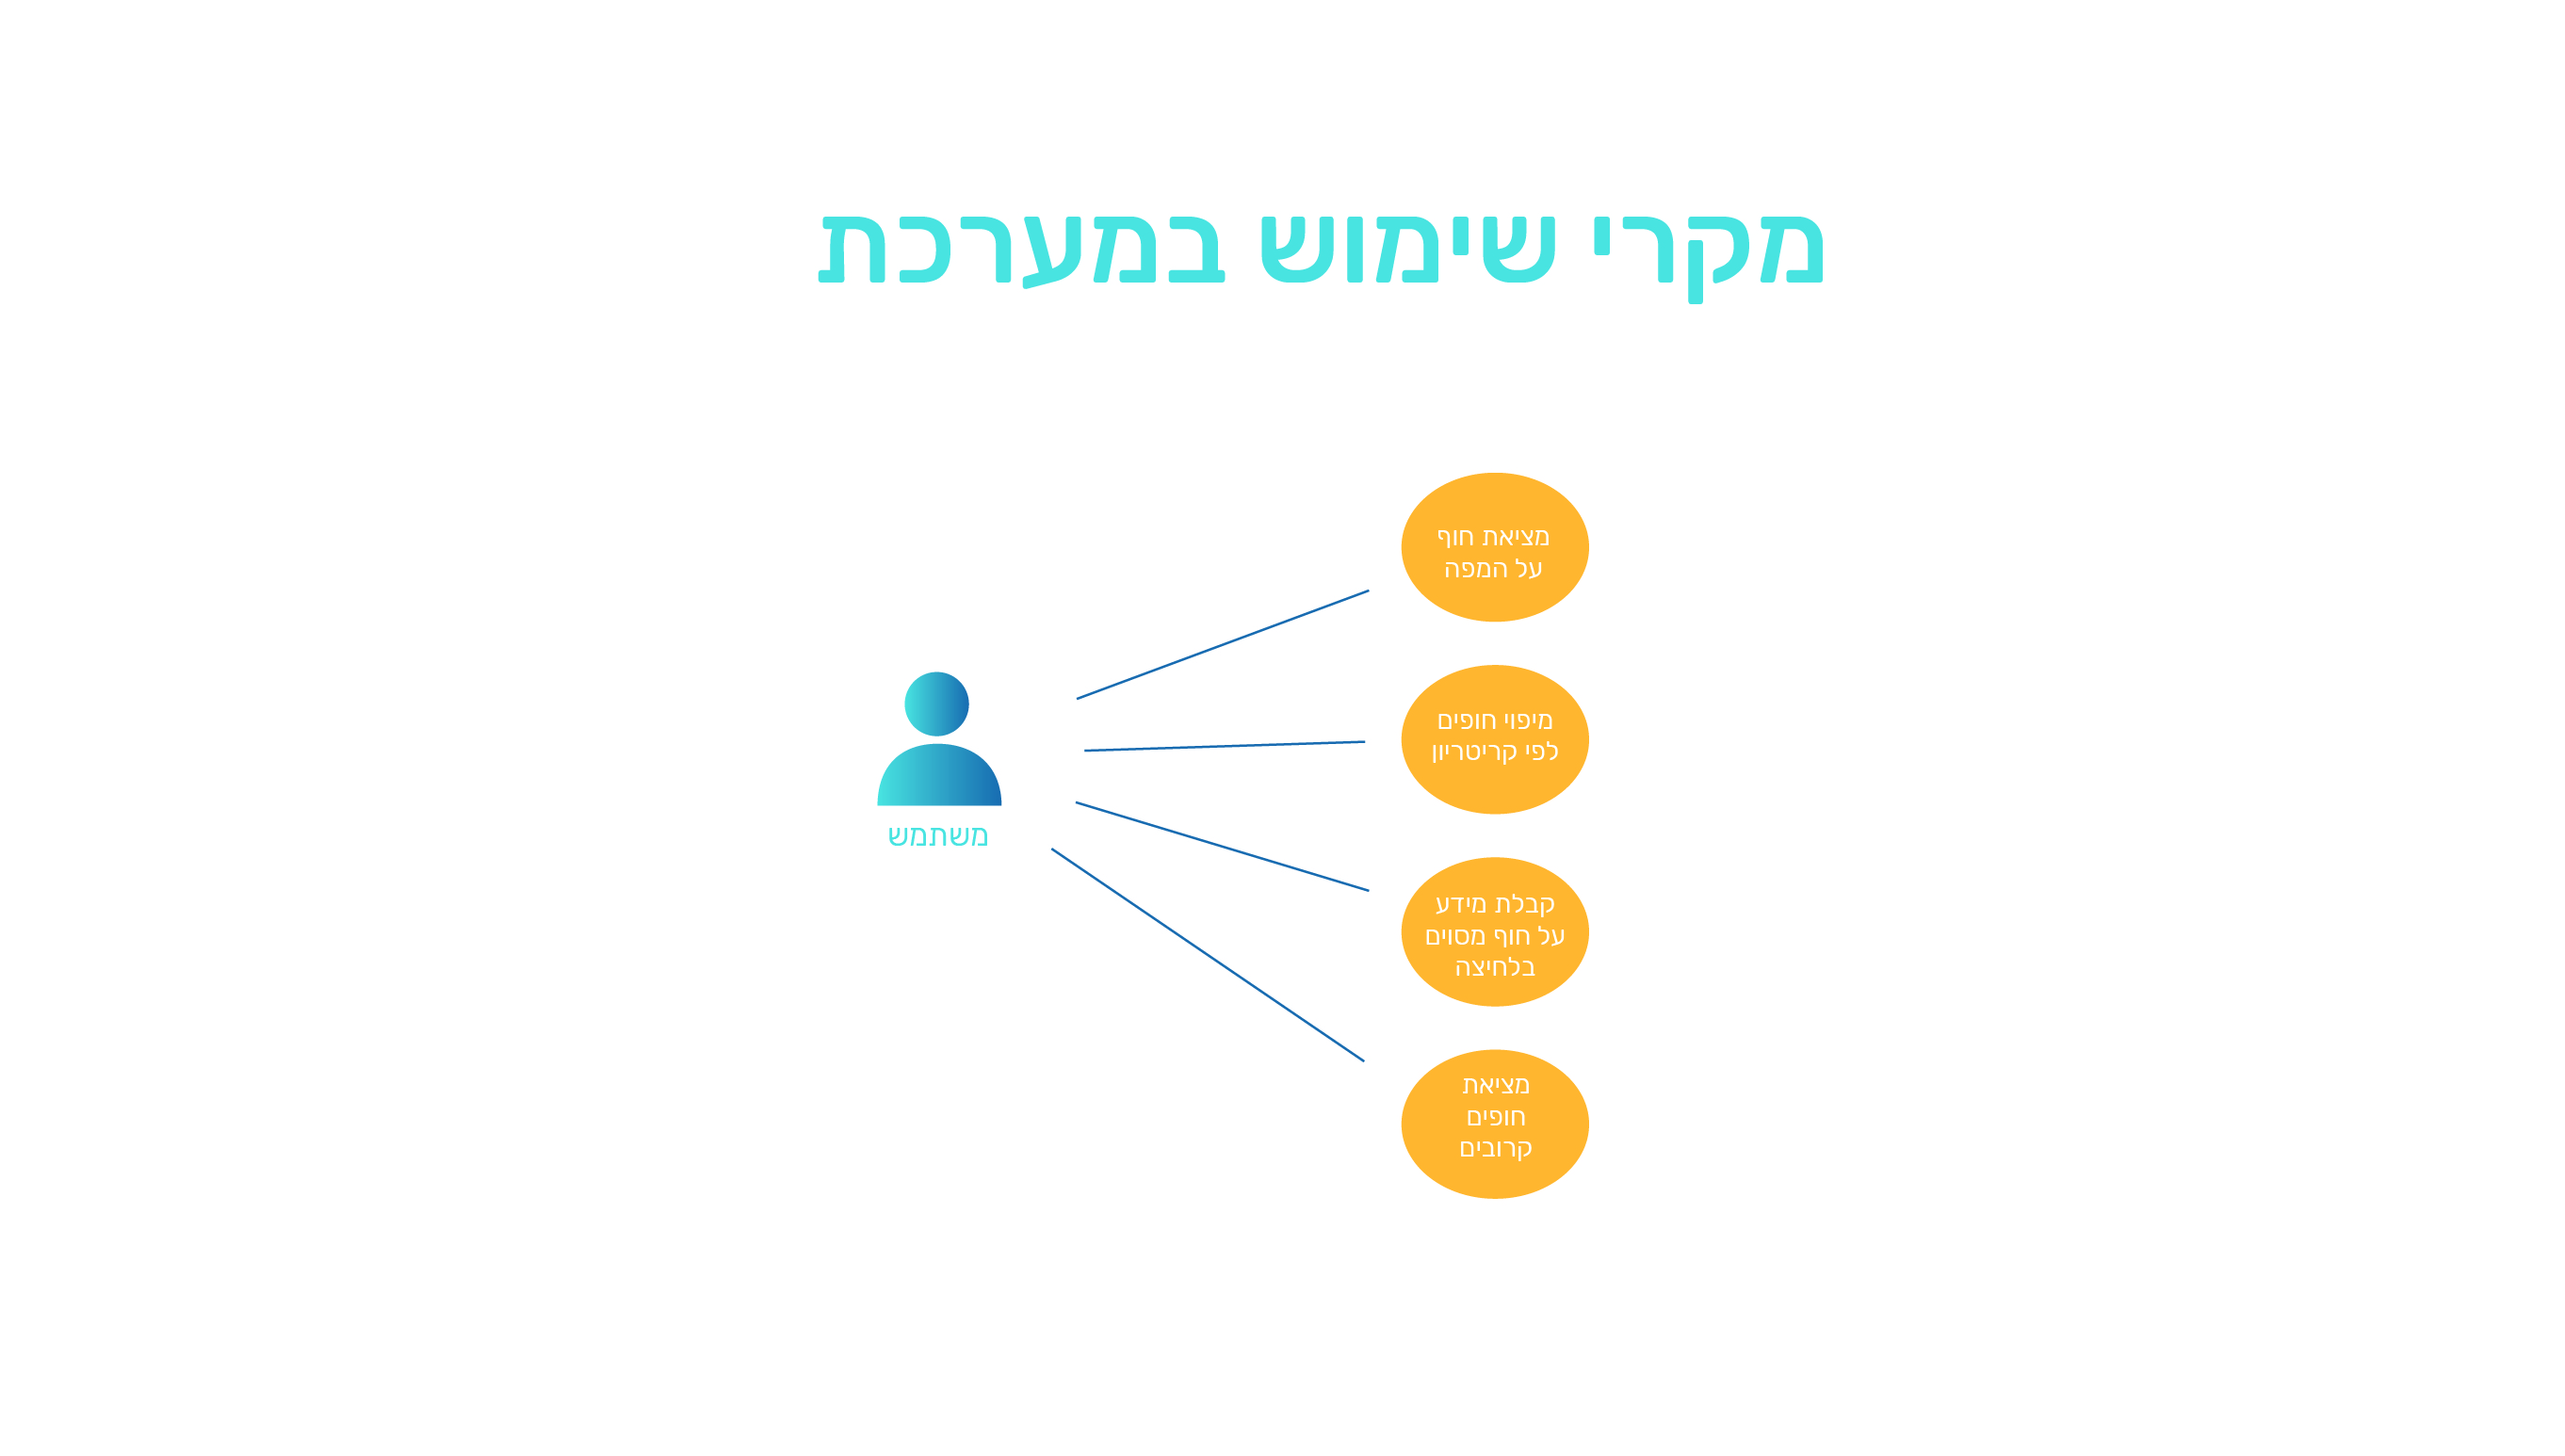 מקרי שימוש במערכת
מציאת חוף
על המפה
מיפוי חופים
לפי קריטריון
משתמש
קבלת מידע
על חוף מסוים
בלחיצה
מציאת
חופים
קרובים